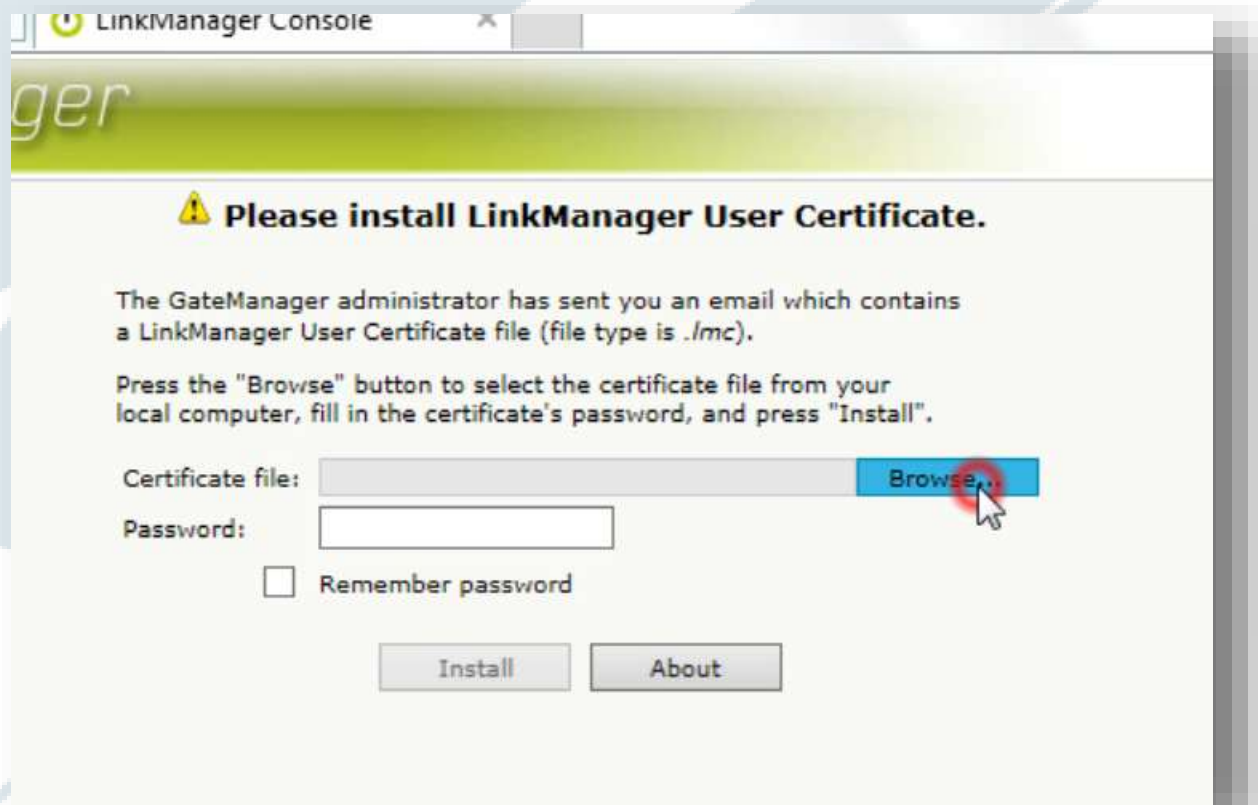 LinkManager Console
ger
Please install LinkManager User Certificate.
The GateManager administrator has sent you an email which contains
a LinkManager User Certificate file (file type is .lmc).
Press the "Browse" button to select the certificate file from your
local computer, fill in the certificate's password, and press "Install".
Certificate file: Browse...
Password:
Remember password
Install About